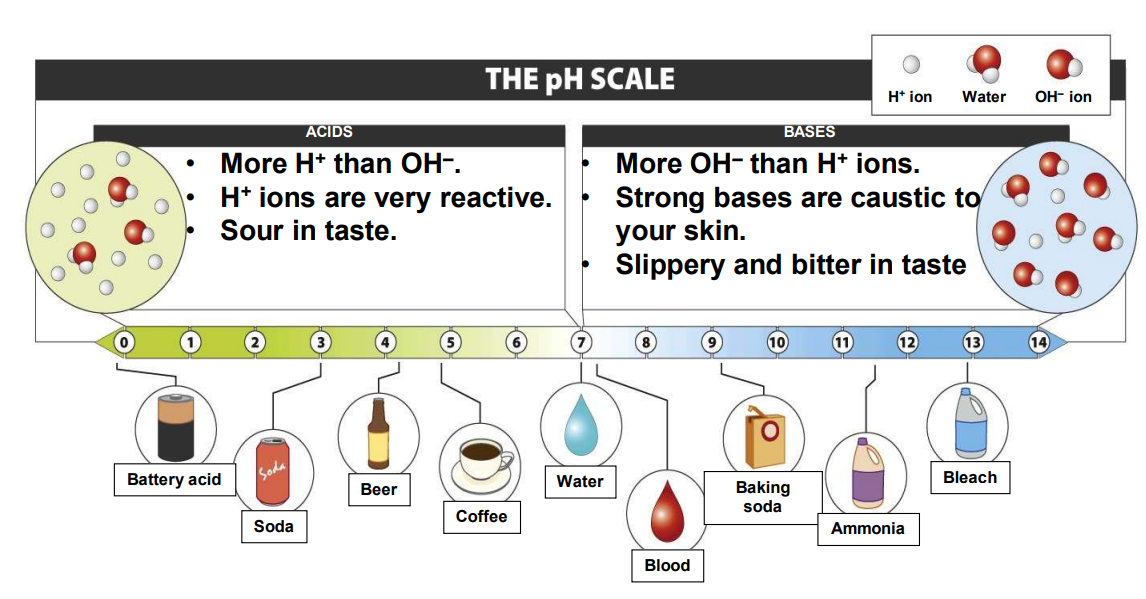 THE pH SCALE
H⁺ ion
Water
OH⁻ ion
ACIDS
• More H⁺ than OH⁻.
• H⁺ ions are very reactive.
• Sour in taste.
BASES
• More OH⁻ than H⁺ ions.
• Strong bases are caustic to
your skin.
• Slippery and bitter in taste
0 1 2 3 4 5 6 7 8 9 10 11 12 13 14
Battery acid
Soda
Soda
Beer
Coffee
Water
Blood
Baking
soda
Ammonia
Bleach